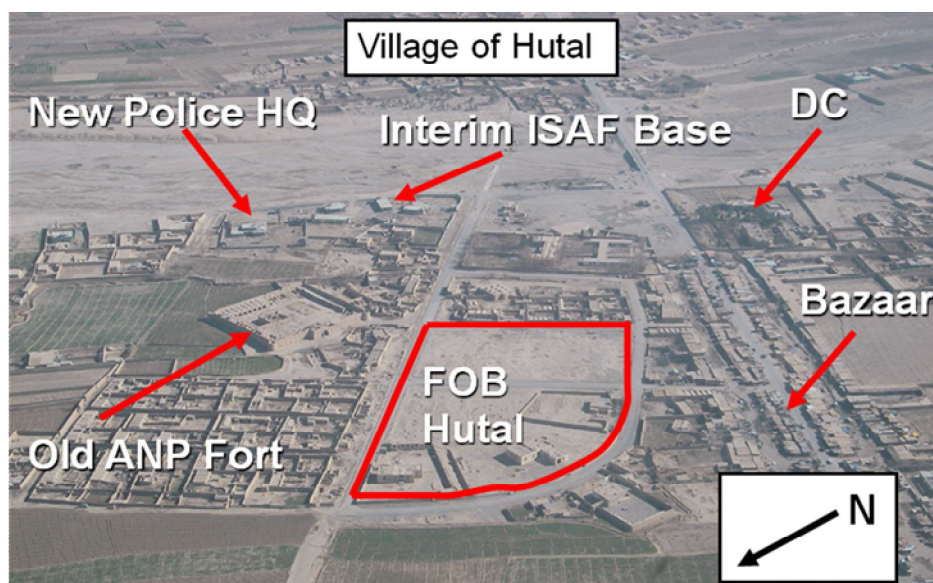 Village of Hutal
New Police HQ
Interim ISAF Base
DC
Bazaar
FOB
Hutal
Old ANP Fort
N